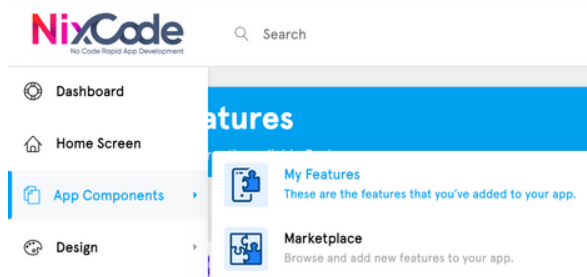 NixCode
No Code Rapid App Development
Search
Dashboard
atures
Home Screen
My Features
These are the features that you've added to your app.
App Components
Marketplace
Browse and add new features to your app.
Design